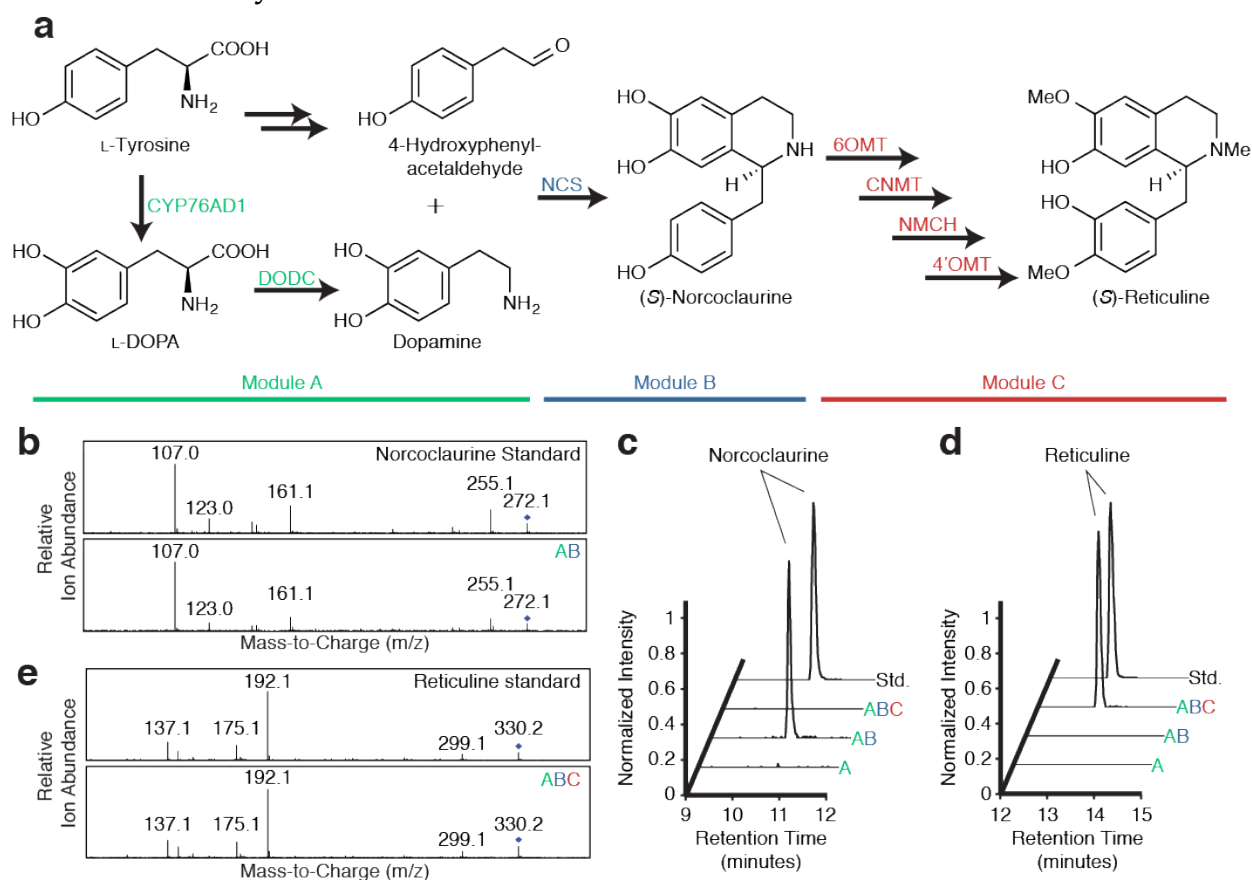 a
COOH
NH2
HO
L-Tyrosine
O
HO
4-Hydroxyphenyl-
acetaldehyde
+
CYP76AD1
HO
HO
COOH
NH2
L-DOPA
DODC
HO
HO
NH2
Dopamine
NCS
HO
HO
NH
H
HO
(S)-Norcoclaurine
6OMT
CNMT
NMCH
4'OMT
MeO
HO
NMe
H
HO
MeO
(S)-Reticuline
Module A
Module B
Module C
b
Relative
Ion Abundance
Norcoclaurine Standard
107.0
123.0
161.1
255.1
272.1
AB
107.0
123.0
161.1
255.1
272.1
Mass-to-Charge (m/z)
c
Norcoclaurine
Normalized Intensity
1
0.8
0.6
0.4
0.2
0
Std.
ABC
AB
A
9 10 11 12
Retention Time
(minutes)
d
Reticuline
Normalized Intensity
1
0.8
0.6
0.4
0.2
0
Std.
ABC
AB
A
12 13 14 15
Retention Time
(minutes)
e
Relative
Ion Abundance
Reticuline standard
137.1
175.1
192.1
299.1
330.2
ABC
137.1
175.1
192.1
299.1
330.2
Mass-to-Charge (m/z)